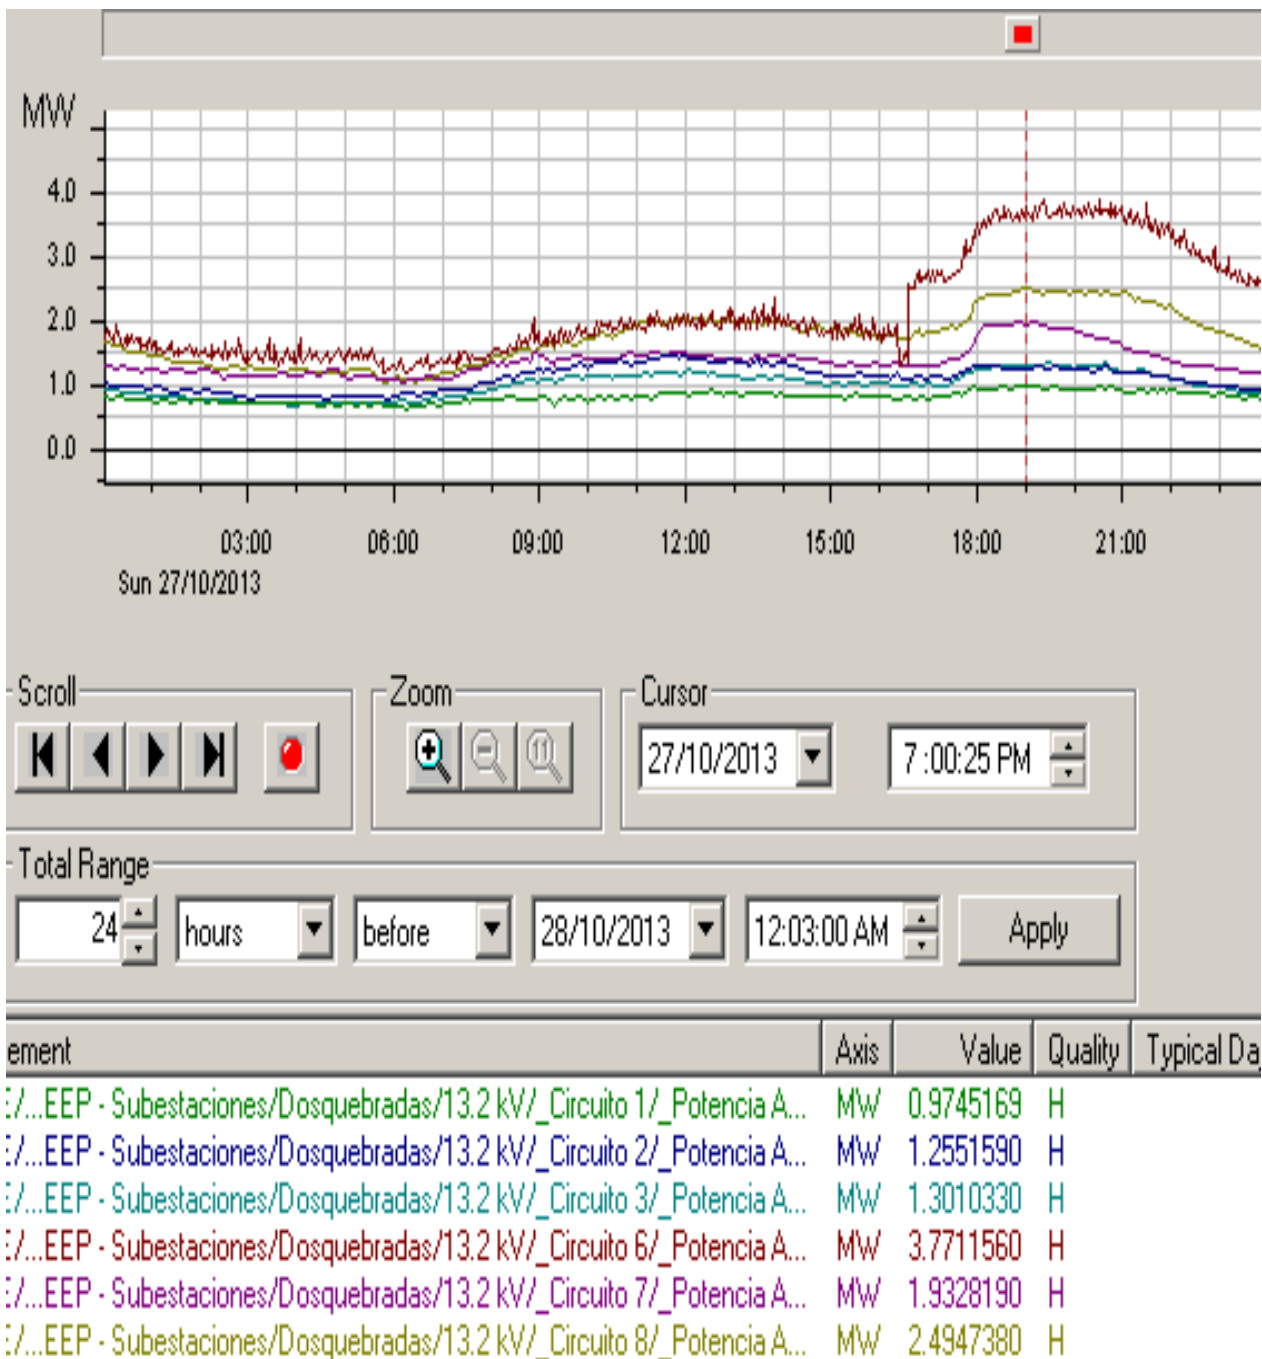 MW
4.0
3.0
2.0
1.0
0.0
03:00 06:00 09:00 12:00 15:00 18:00 21:00
Sun 27/10/2013
Scroll Zoom Cursor
27/10/2013 7 :00:25 PM
Total Range
24 hours before 28/10/2013 12:03:00 AM Apply
ement Axis Value Quality Typical Da
E/...EEP - Subestaciones/Dosquebradas/13.2 kV/_Circuito 1/_Potencia A... MW 0.9745169 H
E/...EEP - Subestaciones/Dosquebradas/13.2 kV/_Circuito 2/_Potencia A... MW 1.2551590 H
E/...EEP - Subestaciones/Dosquebradas/13.2 kV/_Circuito 3/_Potencia A... MW 1.3010330 H
E/...EEP - Subestaciones/Dosquebradas/13.2 kV/_Circuito 6/_Potencia A... MW 3.7711560 H
E/...EEP - Subestaciones/Dosquebradas/13.2 kV/_Circuito 7/_Potencia A... MW 1.9328190 H
E/...EEP - Subestaciones/Dosquebradas/13.2 kV/_Circuito 8/_Potencia A... MW 2.4947380 H